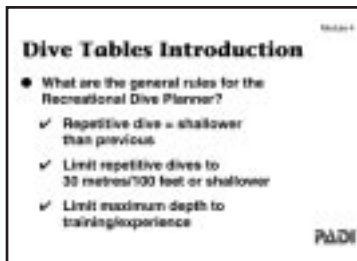 Dive Tables Introduction
What are the general rules for the
Recreational Dive Planner?
Repetitive dive = shallower
than previous
Limit repetitive dives to
30 metres/100 feet or shallower
Limit maximum depth to
training/experience
PADI